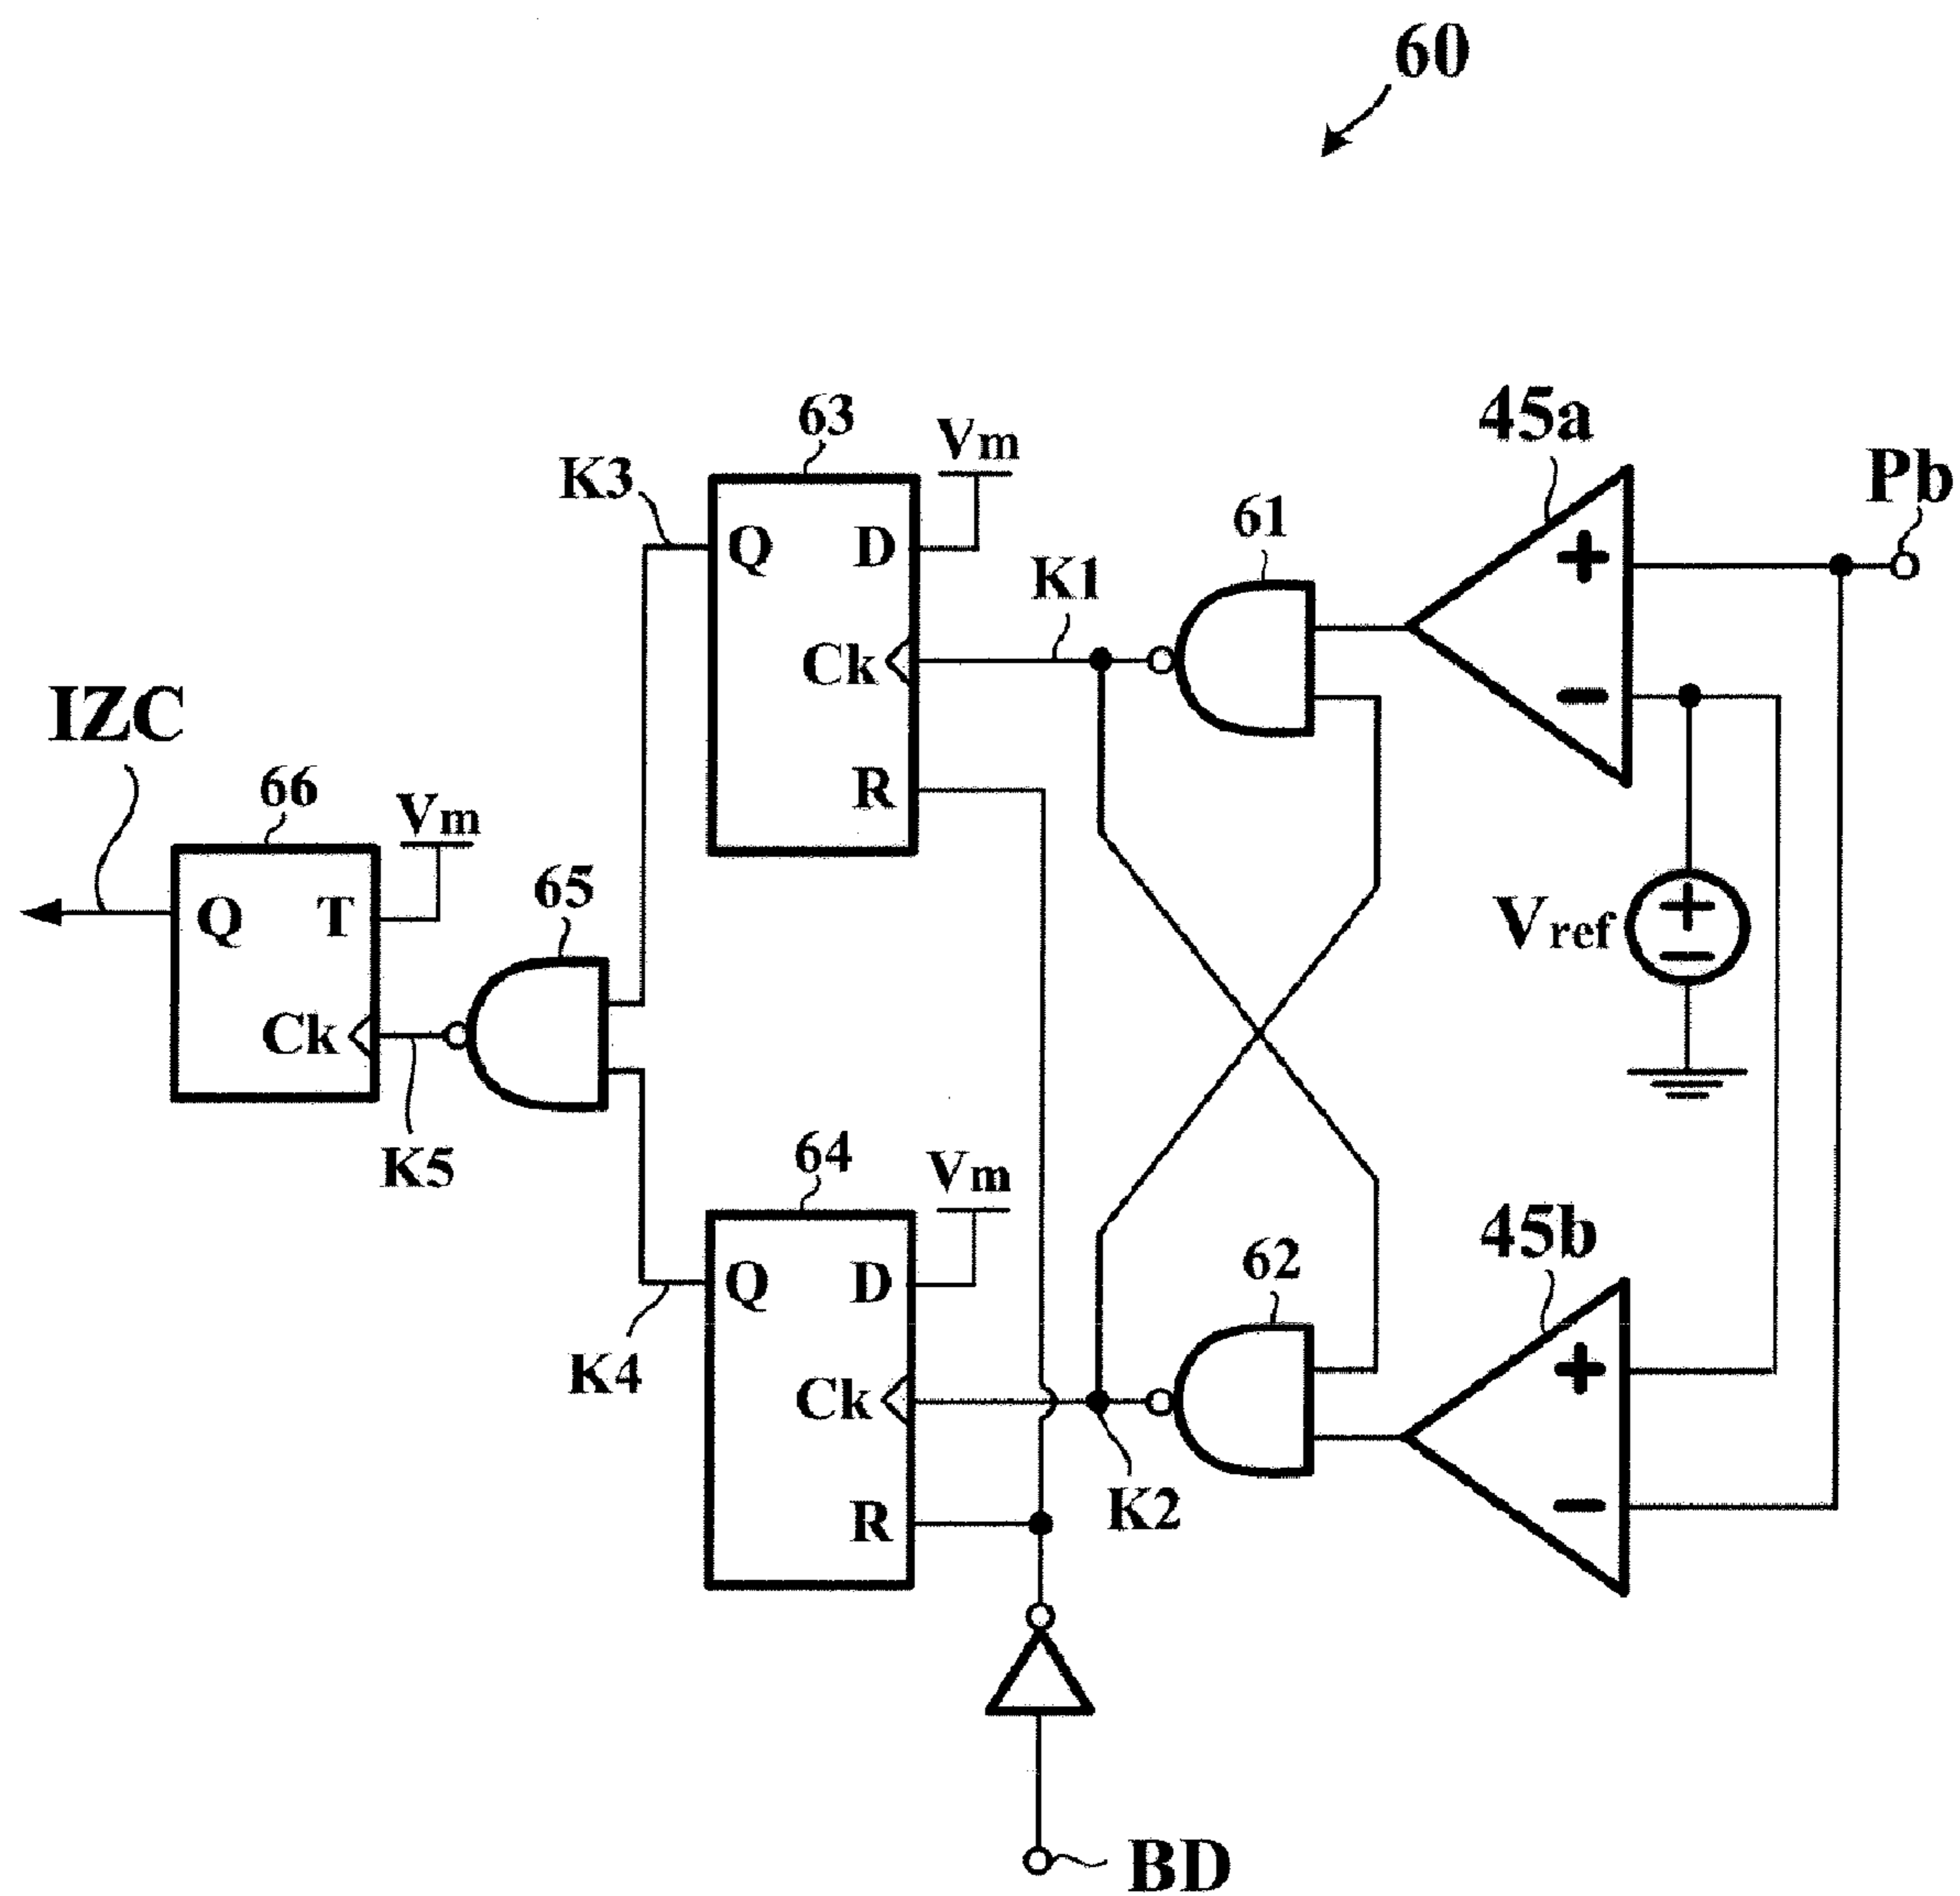 60
45a
Pb
63
Vm
K3
61
Q
D
+
K1
Ck
−
IZC
R
66
Vm
65
Q
T
Vref
+
−
Ck
K5
64
Vm
45b
62
Q
D
+
K4
Ck
−
R
K2
BD